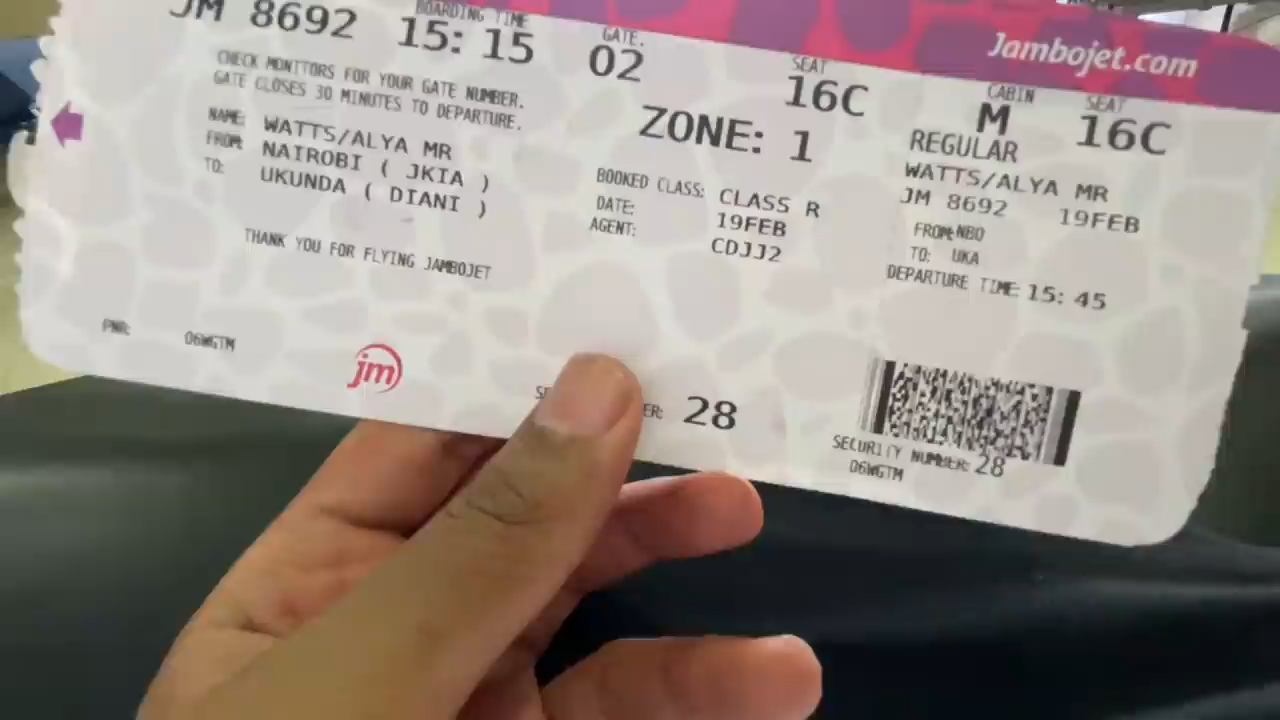 Jambojet.com
JM 8692
BOARDING TIME
15: 15
GATE.
02
SEAT
16C
CHECK MONITORS FOR YOUR GATE NUMBER.
GATE CLOSES 30 MINUTES TO DEPARTURE.
ZONE: 1
NAME: WATTS/ALYA MR
FROM: NAIROBI ( JKIA )
TO: UKUNDA ( DIANI )
BOOKED CLASS: CLASS R
DATE: 19FEB
AGENT: CDJJ2
THANK YOU FOR FLYING JAMBOJET
PNR: O6WGTM
jm
28
CABIN
M
SEAT
16C
REGULAR
WATTS/ALYA MR
JM 8692 19FEB
FROM:NBO
TO: UKA
DEPARTURE TIME: 15: 45
SECURITY NUMBER: 28
O6WGTM